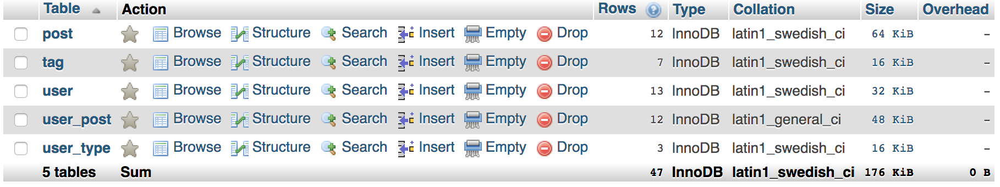 Table Action Rows Type Collation Size Overhead
post Browse Structure Search Insert Empty Drop 12 InnoDB latin1_swedish_ci 64 KiB –
tag Browse Structure Search Insert Empty Drop 7 InnoDB latin1_swedish_ci 16 KiB –
user Browse Structure Search Insert Empty Drop 13 InnoDB latin1_swedish_ci 32 KiB –
user_post Browse Structure Search Insert Empty Drop 12 InnoDB latin1_general_ci 48 KiB –
user_type Browse Structure Search Insert Empty Drop 3 InnoDB latin1_swedish_ci 16 KiB –
5 tables Sum 47 InnoDB latin1_swedish_ci 176 KiB 0 B